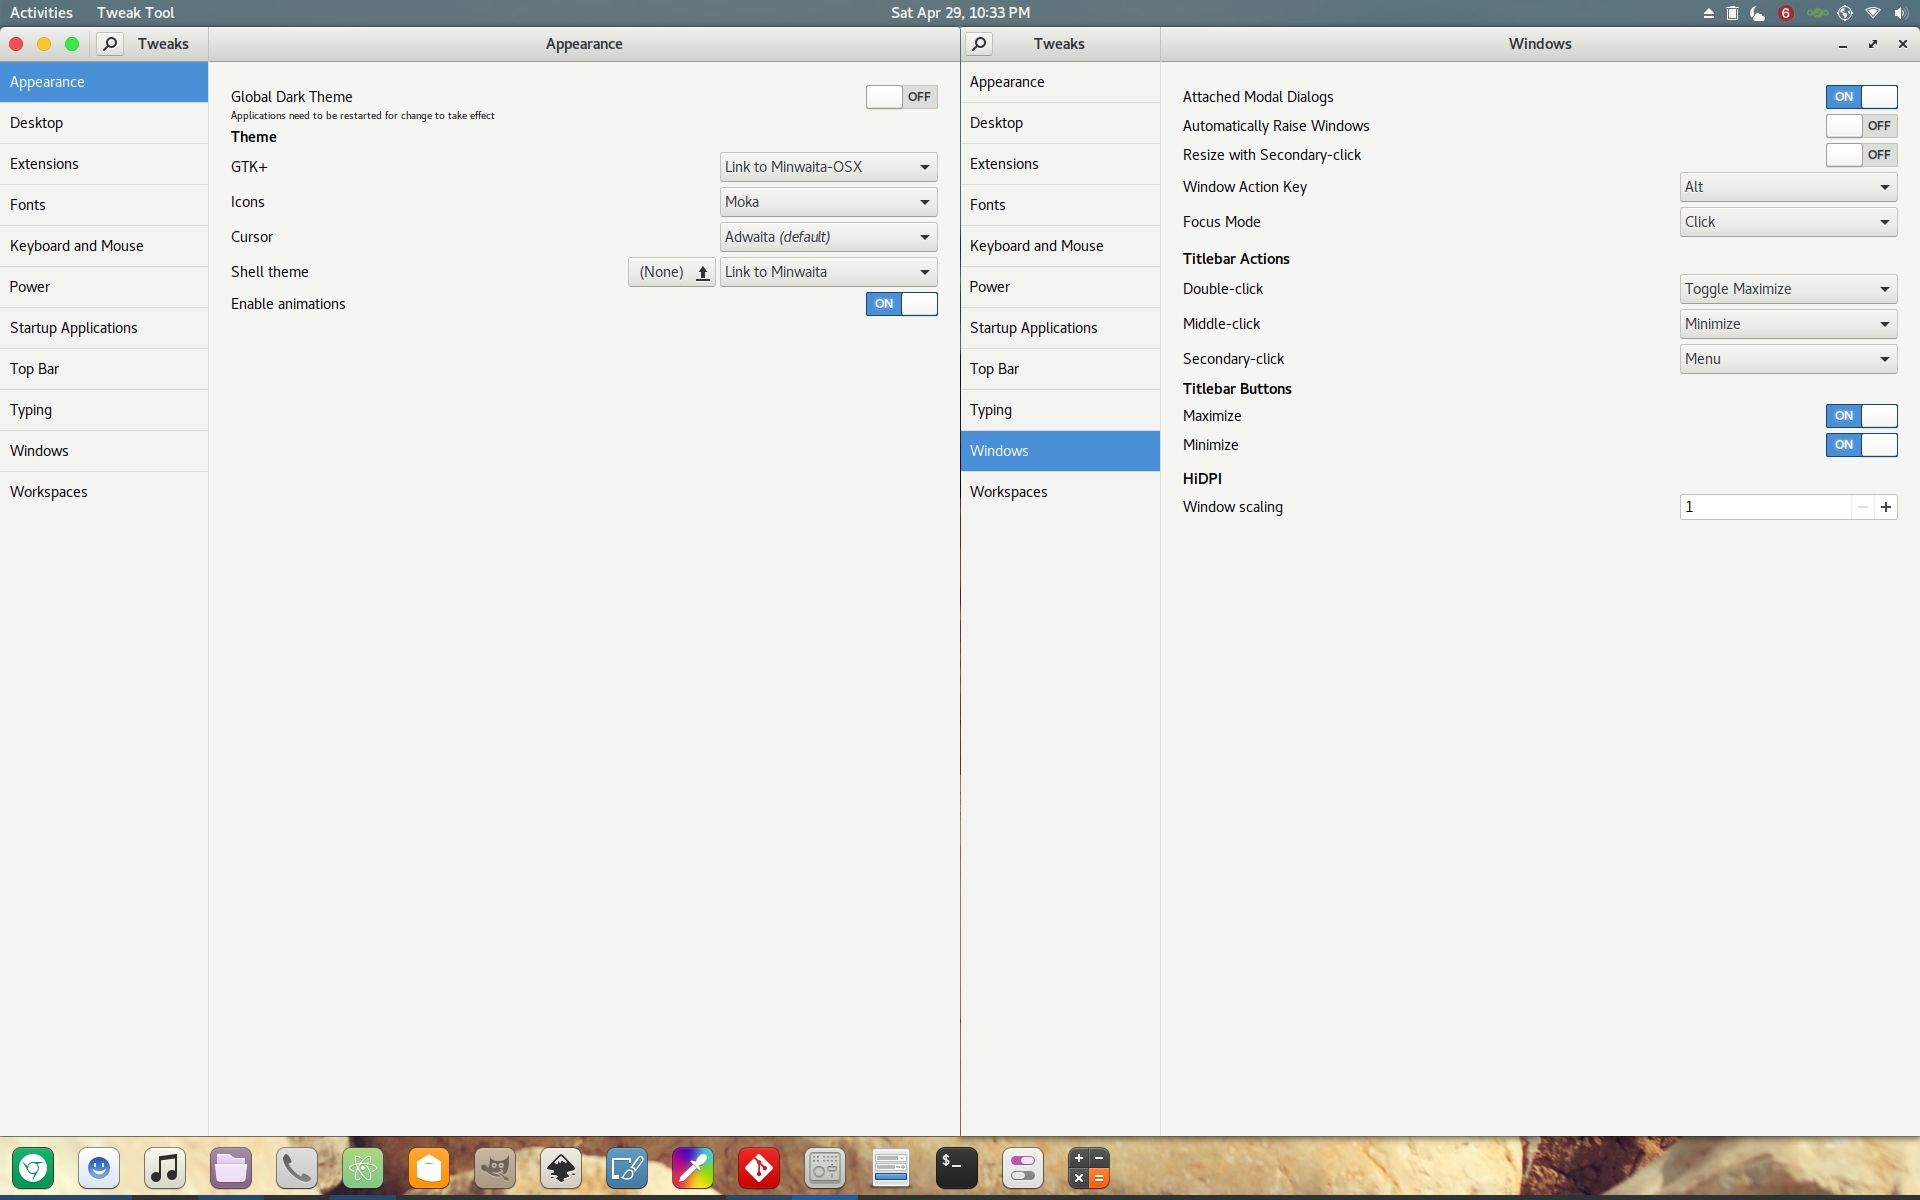 Activities Tweak Tool Sat Apr 29, 10:33 PM 6
Tweaks Appearance
Appearance
Desktop
Extensions
Fonts
Keyboard and Mouse
Power
Startup Applications
Top Bar
Typing
Windows
Workspaces
Global Dark Theme OFF
Applications need to be restarted for change to take effect
Theme
GTK+ Link to Minwaita-OSX
Icons Moka
Cursor Adwaita (default)
Shell theme (None) Link to Minwaita
Enable animations ON
Tweaks Windows
Appearance
Desktop
Extensions
Fonts
Keyboard and Mouse
Power
Startup Applications
Top Bar
Typing
Windows
Workspaces
Attached Modal Dialogs ON
Automatically Raise Windows OFF
Resize with Secondary-click OFF
Window Action Key Alt
Focus Mode Click
Titlebar Actions
Double-click Toggle Maximize
Middle-click Minimize
Secondary-click Menu
Titlebar Buttons
Maximize ON
Minimize ON
HiDPI
Window scaling 1 − +
$_